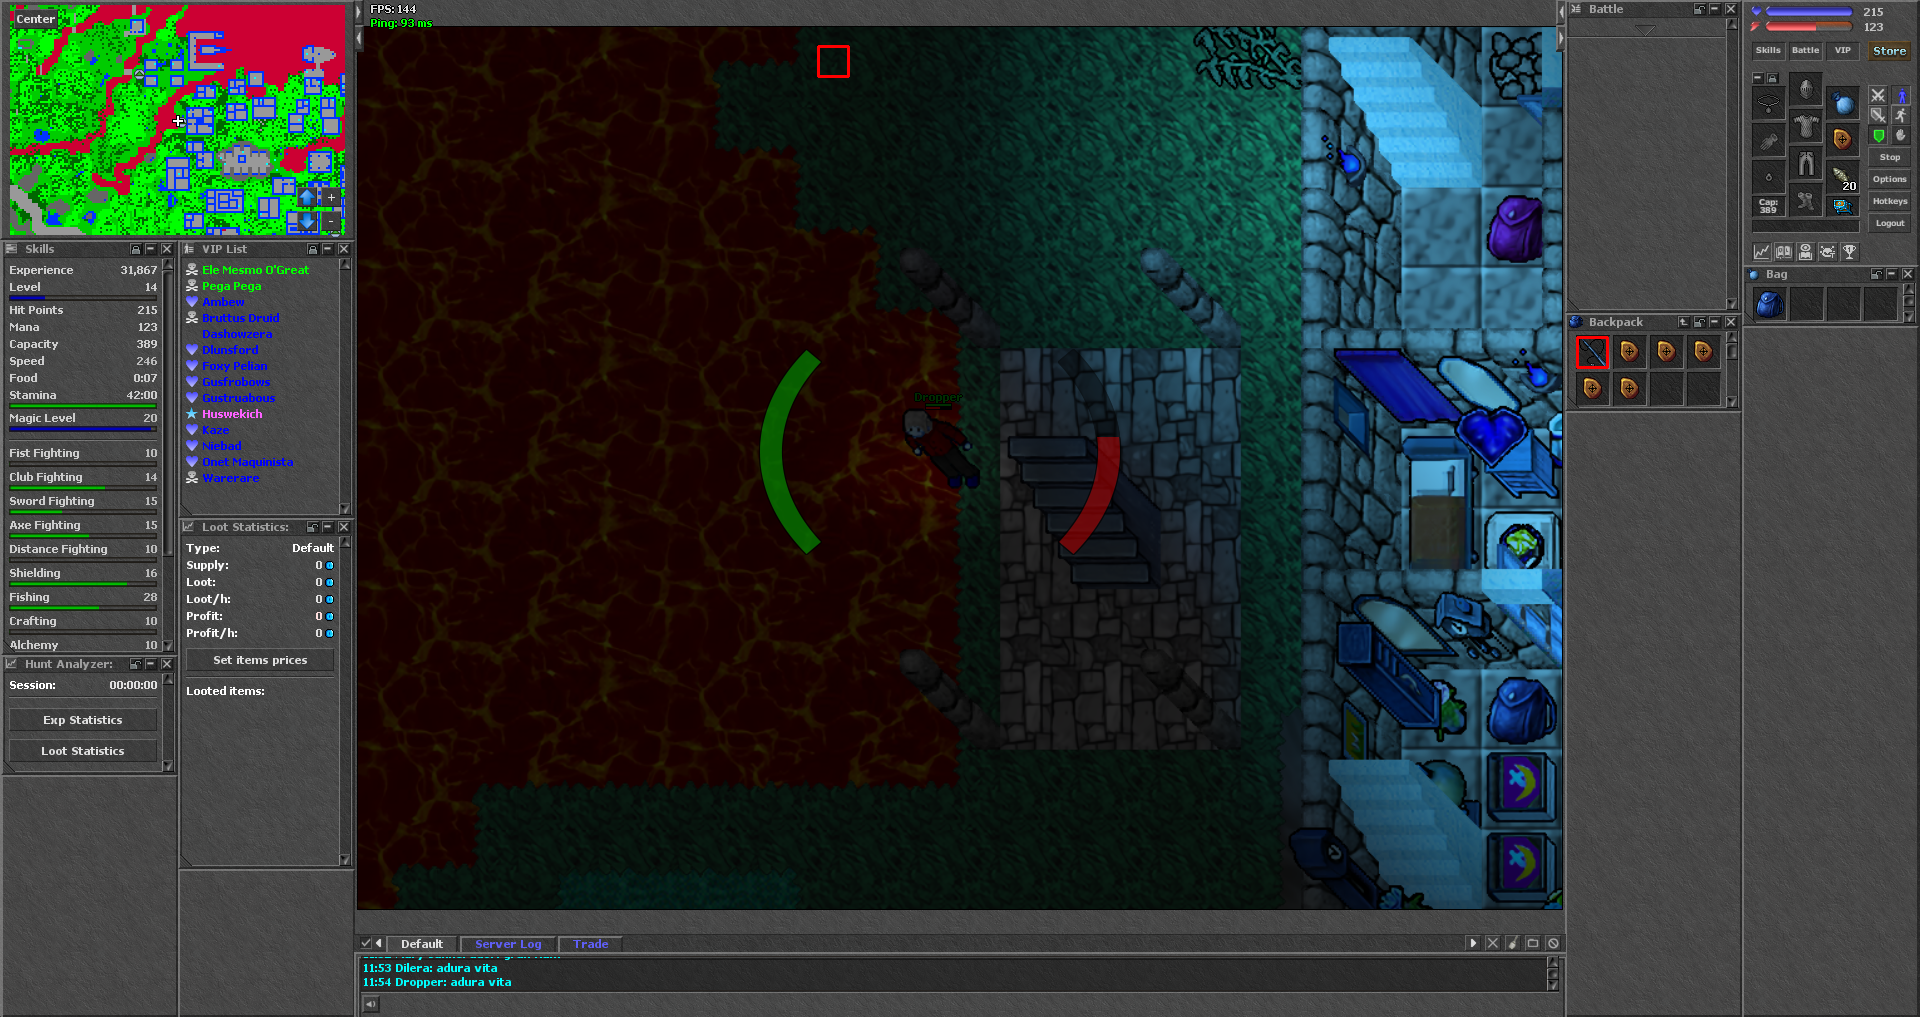 FPS: 144
Ping: 93 ms
Center
+
-
Skills
Experience 31,867
Level 14
Hit Points 215
Mana 123
Capacity 389
Speed 246
Food 0:07
Stamina 42:00
Magic Level 20
Fist Fighting 10
Club Fighting 14
Sword Fighting 15
Axe Fighting 15
Distance Fighting 10
Shielding 16
Fishing 28
Crafting 10
Alchemy 10
Hunt Analyzer:
Session: 00:00:00
Exp Statistics
Loot Statistics
VIP List
Ele Mesmo O'Great
Pega Pega
Ambew
Bruttus Druid
Dashowzera
Dlunsford
Foxy Pelian
Gusfrobows
Gustruabous
Huswekich
Kaze
Niebad
Onet Maquinista
Warerare
Loot Statistics:
Type: Default
Supply: 0
Loot: 0
Loot/h: 0
Profit: 0
Profit/h: 0
Set items prices
Looted items:
Dropper
Default
Server Log
Trade
11:53 Dilera: adura vita
11:54 Dropper: adura vita
Battle
Backpack
215
123
Skills
Battle
VIP
Store
20
Cap:
389
Stop
Options
Hotkeys
Logout
Bag